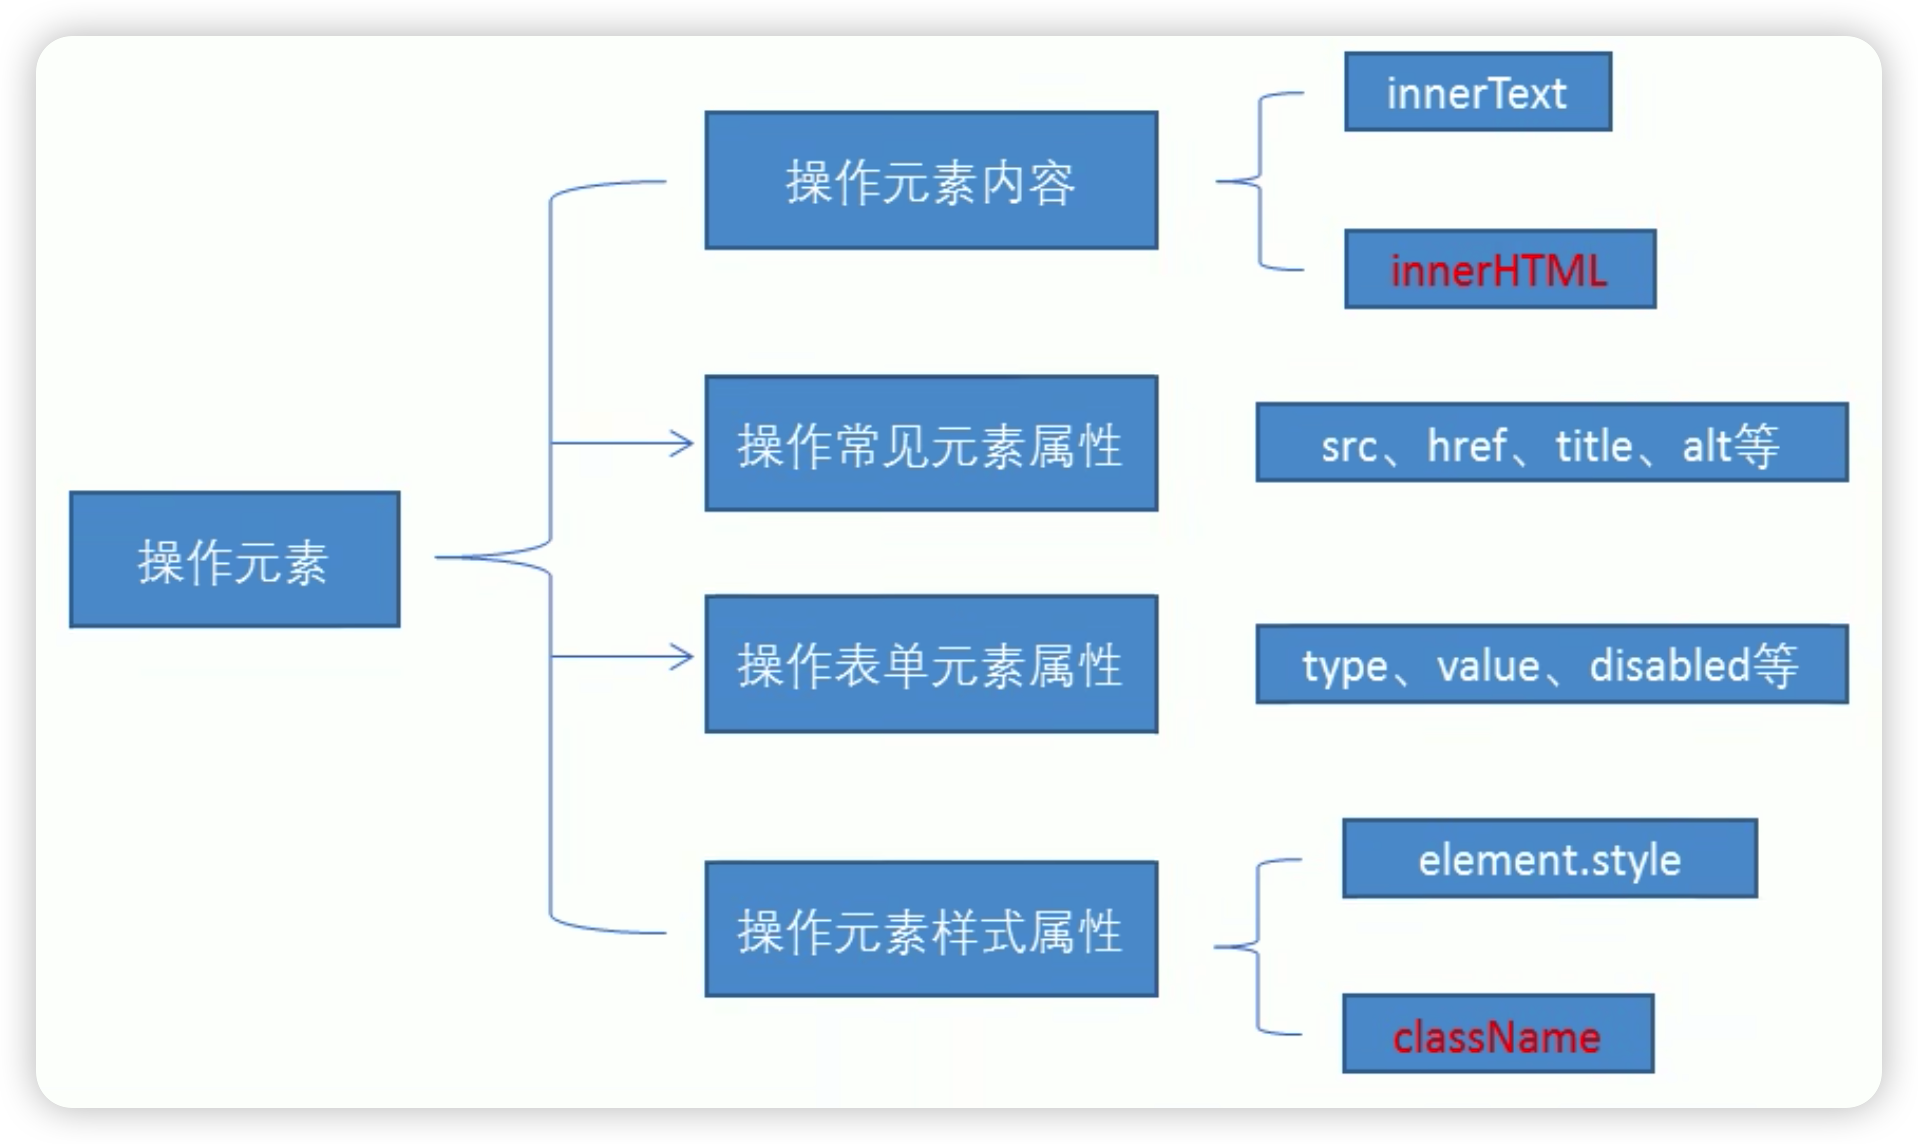 操作元素
操作元素内容
innerText
innerHTML
操作常见元素属性
src、href、title、alt等
操作表单元素属性
type、value、disabled等
操作元素样式属性
element.style
className